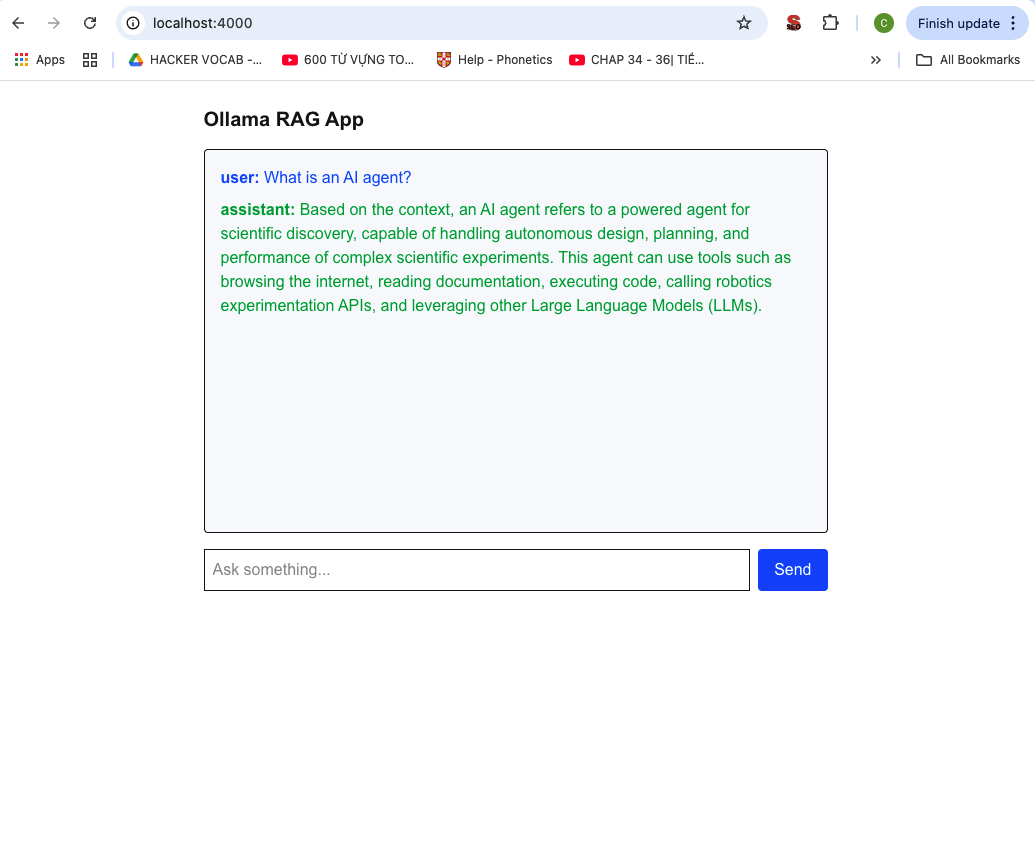 localhost:4000
SEO
C
Finish update
Apps
HACKER VOCAB -...
600 TỪ VỰNG TO...
Help - Phonetics
CHAP 34 - 36| TIẾ...
All Bookmarks
Ollama RAG App
user: What is an AI agent?
assistant: Based on the context, an AI agent refers to a powered agent for
scientific discovery, capable of handling autonomous design, planning, and
performance of complex scientific experiments. This agent can use tools such as
browsing the internet, reading documentation, executing code, calling robotics
experimentation APIs, and leveraging other Large Language Models (LLMs).
Ask something...
Send